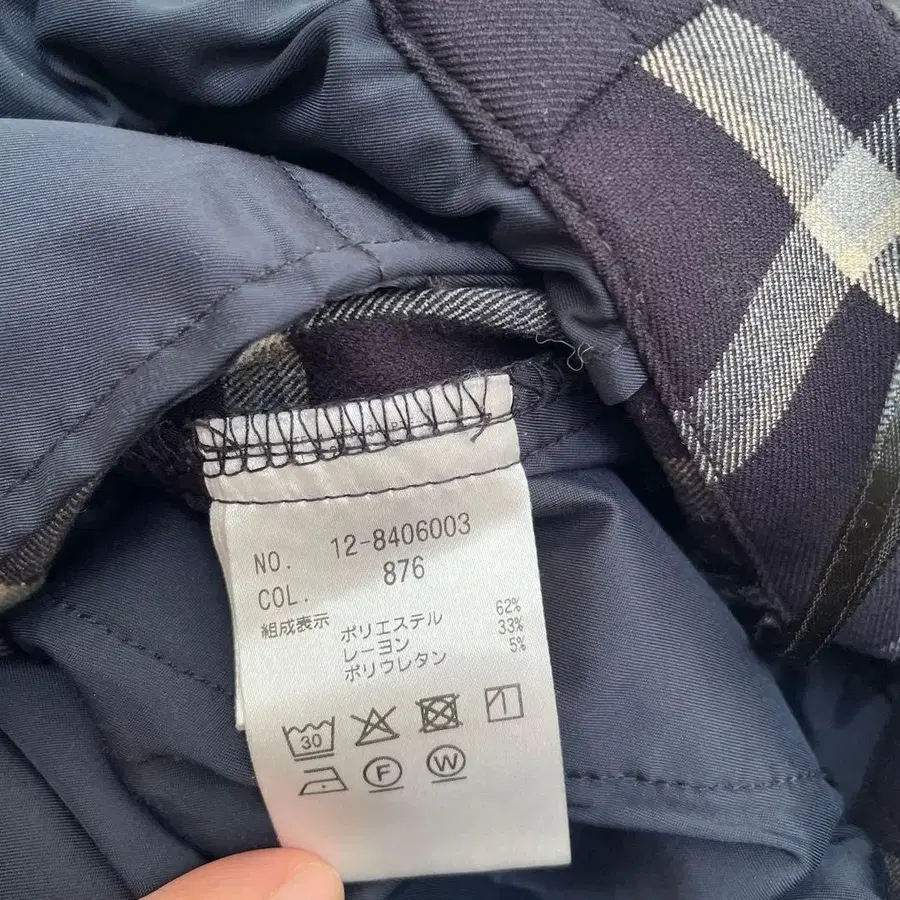 NO. 12-8406003
COL. 876
組成表示 ポリエステル 62%
レーヨン 33%
ポリウレタン 5%
30
F W